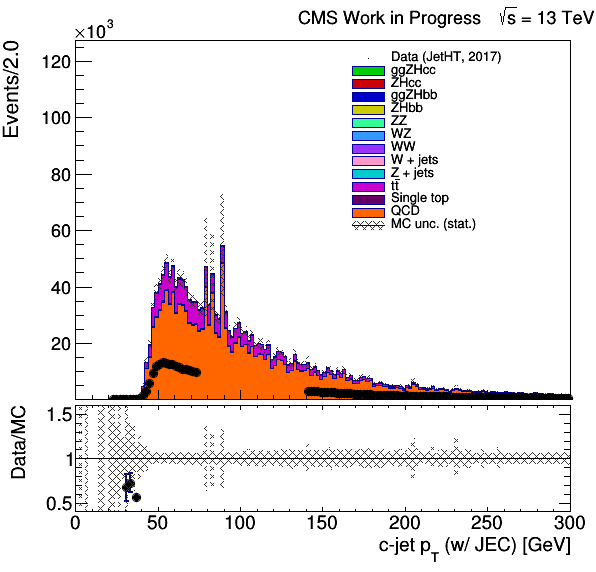 CMS Work in Progress √s = 13 TeV
×10³
Events/2.0
120
100
80
60
40
20
Data (JetHT, 2017)
ggZHcc
ZHcc
ggZHbb
ZHbb
ZZ
WZ
WW
W + jets
Z + jets
tt̄
Single top
QCD
MC unc. (stat.)
Data/MC
1.5
1
0.5
0 50 100 150 200 250 300
c-jet p_T (w/ JEC) [GeV]